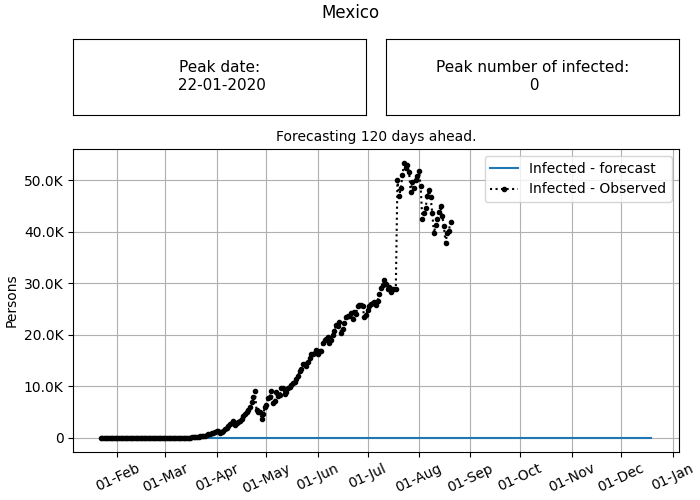 Mexico
Peak date:
22-01-2020
Peak number of infected:
0
Forecasting 120 days ahead.
Infected - forecast
Infected - Observed
Persons
50.0K
40.0K
30.0K
20.0K
10.0K
0
01-Feb
01-Mar
01-Apr
01-May
01-Jun
01-Jul
01-Aug
01-Sep
01-Oct
01-Nov
01-Dec
01-Jan